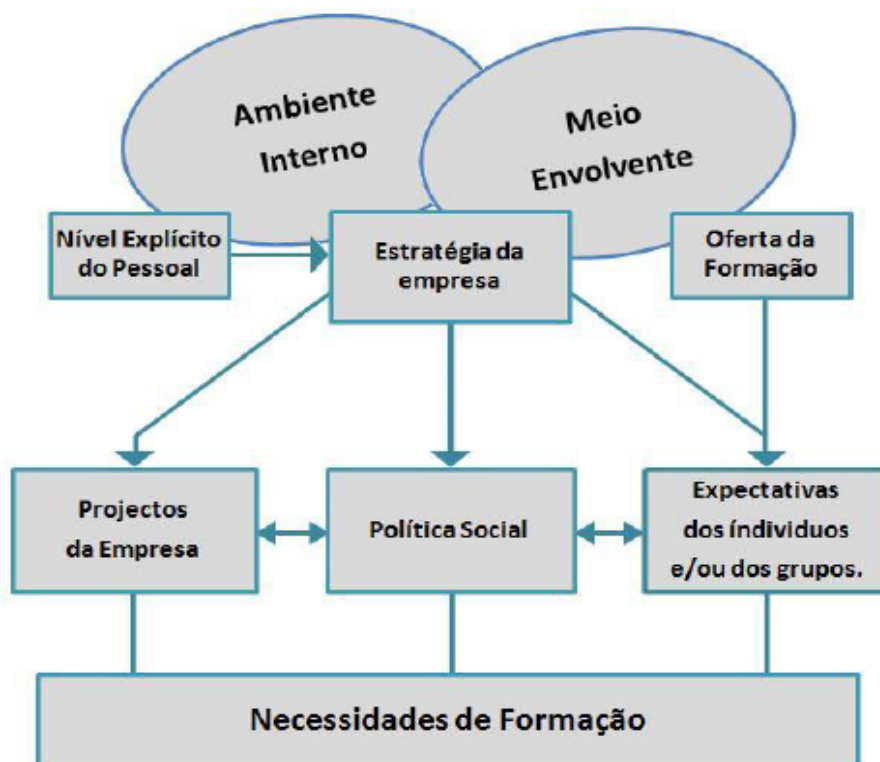 Ambiente
Interno
Meio
Envolvente
Nível Explícito
do Pessoal
Estratégia da
empresa
Oferta da
Formação
Projectos
da Empresa
Política Social
Expectativas
dos índividuos
e/ou dos grupos.
Necessidades de Formação